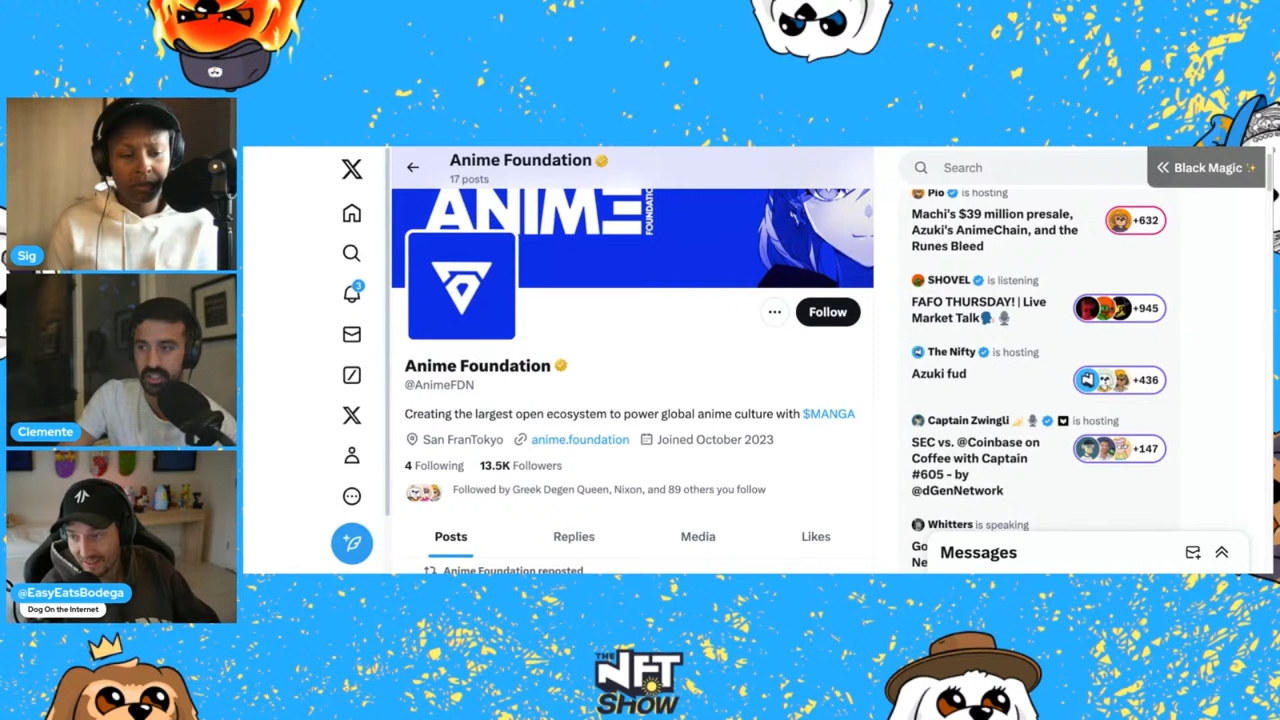 Sig
Clemente
@EasyEatsBodega
Dog On the Internet
Anime Foundation
17 posts
ANIME
FOUNDATION
Follow
Anime Foundation
@AnimeFDN
Creating the largest open ecosystem to power global anime culture with $MANGA
San FranTokyo anime.foundation Joined October 2023
4 Following 13.5K Followers
Followed by Greek Degen Queen, Nixon, and 89 others you follow
Posts Replies Media Likes
Anime Foundation reposted
3
Search
Black Magic
Pio is hosting
Machi's $39 million presale,
Azuki's AnimeChain, and the
Runes Bleed
+632
SHOVEL is listening
FAFO THURSDAY! | Live
Market Talk
+945
The Nifty is hosting
Azuki fud
+436
Captain Zwingli is hosting
SEC vs. @Coinbase on
Coffee with Captain
#605 - by
@dGenNetwork
+147
Whitters is speaking
Go
Ne
Messages
THE
NFT
SHOW